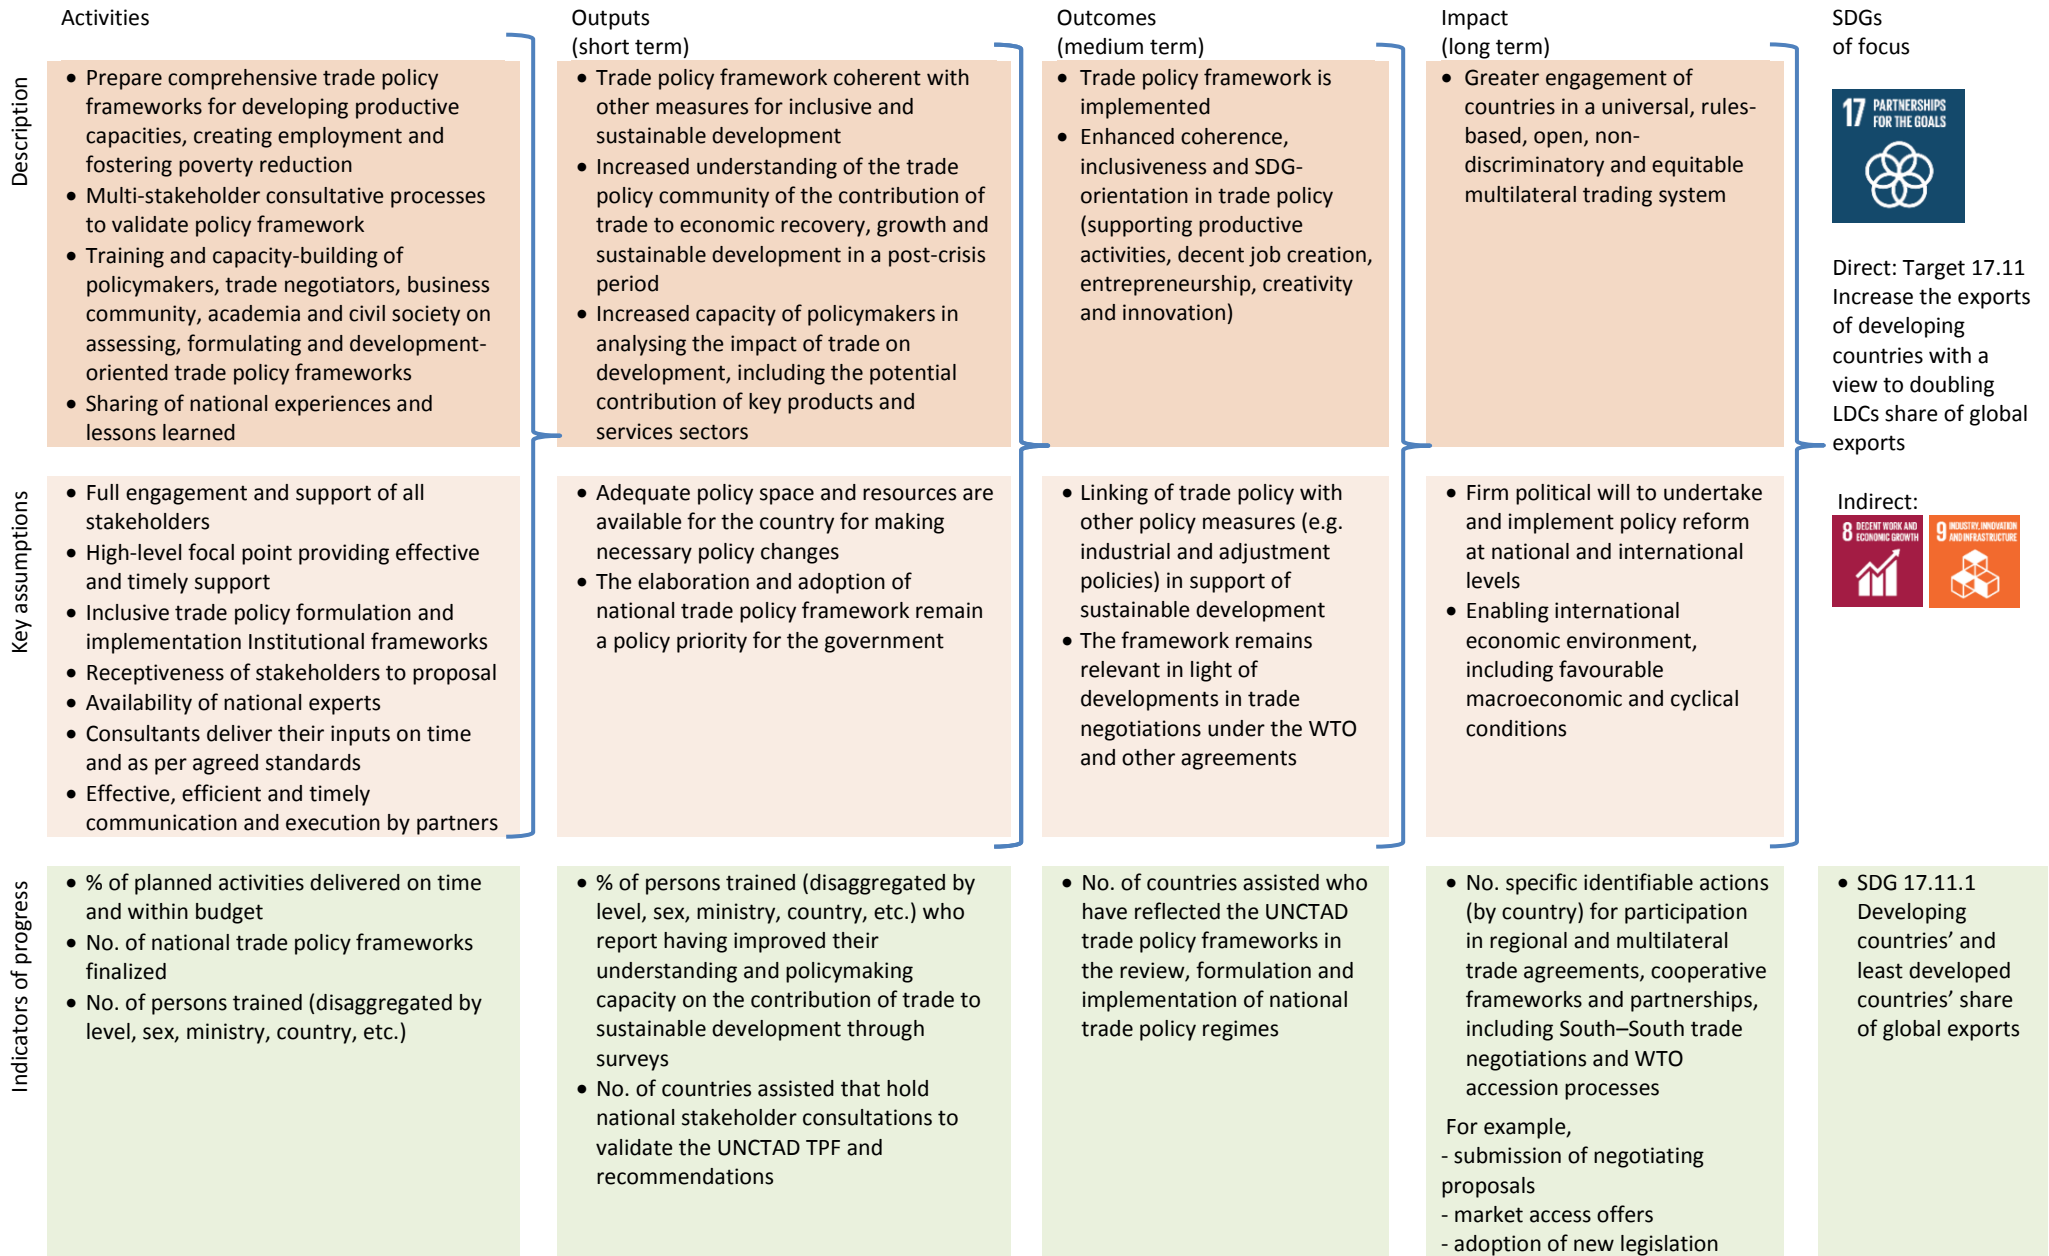 Activities
Outputs
(short term)
Outcomes
(medium term)
Impact
(long term)
SDGs
of focus
Description
• Prepare comprehensive trade policy
frameworks for developing productive
capacities, creating employment and
fostering poverty reduction
• Multi-stakeholder consultative processes
to validate policy framework
• Training and capacity-building of
policymakers, trade negotiators, business
community, academia and civil society on
assessing, formulating and development-
oriented trade policy frameworks
• Sharing of national experiences and
lessons learned
• Trade policy framework coherent with
other measures for inclusive and
sustainable development
• Increased understanding of the trade
policy community of the contribution of
trade to economic recovery, growth and
sustainable development in a post-crisis
period
• Increased capacity of policymakers in
analysing the impact of trade on
development, including the potential
contribution of key products and
services sectors
• Trade policy framework is
implemented
• Enhanced coherence,
inclusiveness and SDG-
orientation in trade policy
(supporting productive
activities, decent job creation,
entrepreneurship, creativity
and innovation)
• Greater engagement of
countries in a universal, rules-
based, open, non-
discriminatory and equitable
multilateral trading system
17 PARTNERSHIPS
FOR THE GOALS
Direct: Target 17.11
Increase the exports
of developing
countries with a
view to doubling
LDCs share of global
exports
Indirect:
8 DECENT WORK AND
ECONOMIC GROWTH
9 INDUSTRY, INNOVATION
AND INFRASTRUCTURE
Key assumptions
• Full engagement and support of all
stakeholders
• High-level focal point providing effective
and timely support
• Inclusive trade policy formulation and
implementation Institutional frameworks
• Receptiveness of stakeholders to proposal
• Availability of national experts
• Consultants deliver their inputs on time
and as per agreed standards
• Effective, efficient and timely
communication and execution by partners
• Adequate policy space and resources are
available for the country for making
necessary policy changes
• The elaboration and adoption of
national trade policy framework remain
a policy priority for the government
• Linking of trade policy with
other policy measures (e.g.
industrial and adjustment
policies) in support of
sustainable development
• The framework remains
relevant in light of
developments in trade
negotiations under the WTO
and other agreements
• Firm political will to undertake
and implement policy reform
at national and international
levels
• Enabling international
economic environment,
including favourable
macroeconomic and cyclical
conditions
Indicators of progress
• % of planned activities delivered on time
and within budget
• No. of national trade policy frameworks
finalized
• No. of persons trained (disaggregated by
level, sex, ministry, country, etc.)
• % of persons trained (disaggregated by
level, sex, ministry, country, etc.) who
report having improved their
understanding and policymaking
capacity on the contribution of trade to
sustainable development through
surveys
• No. of countries assisted that hold
national stakeholder consultations to
validate the UNCTAD TPF and
recommendations
• No. of countries assisted who
have reflected the UNCTAD
trade policy frameworks in
the review, formulation and
implementation of national
trade policy regimes
• No. specific identifiable actions
(by country) for participation
in regional and multilateral
trade agreements, cooperative
frameworks and partnerships,
including South–South trade
negotiations and WTO
accession processes
For example,
- submission of negotiating
proposals
- market access offers
- adoption of new legislation
• SDG 17.11.1
Developing
countries’ and
least developed
countries’ share
of global exports